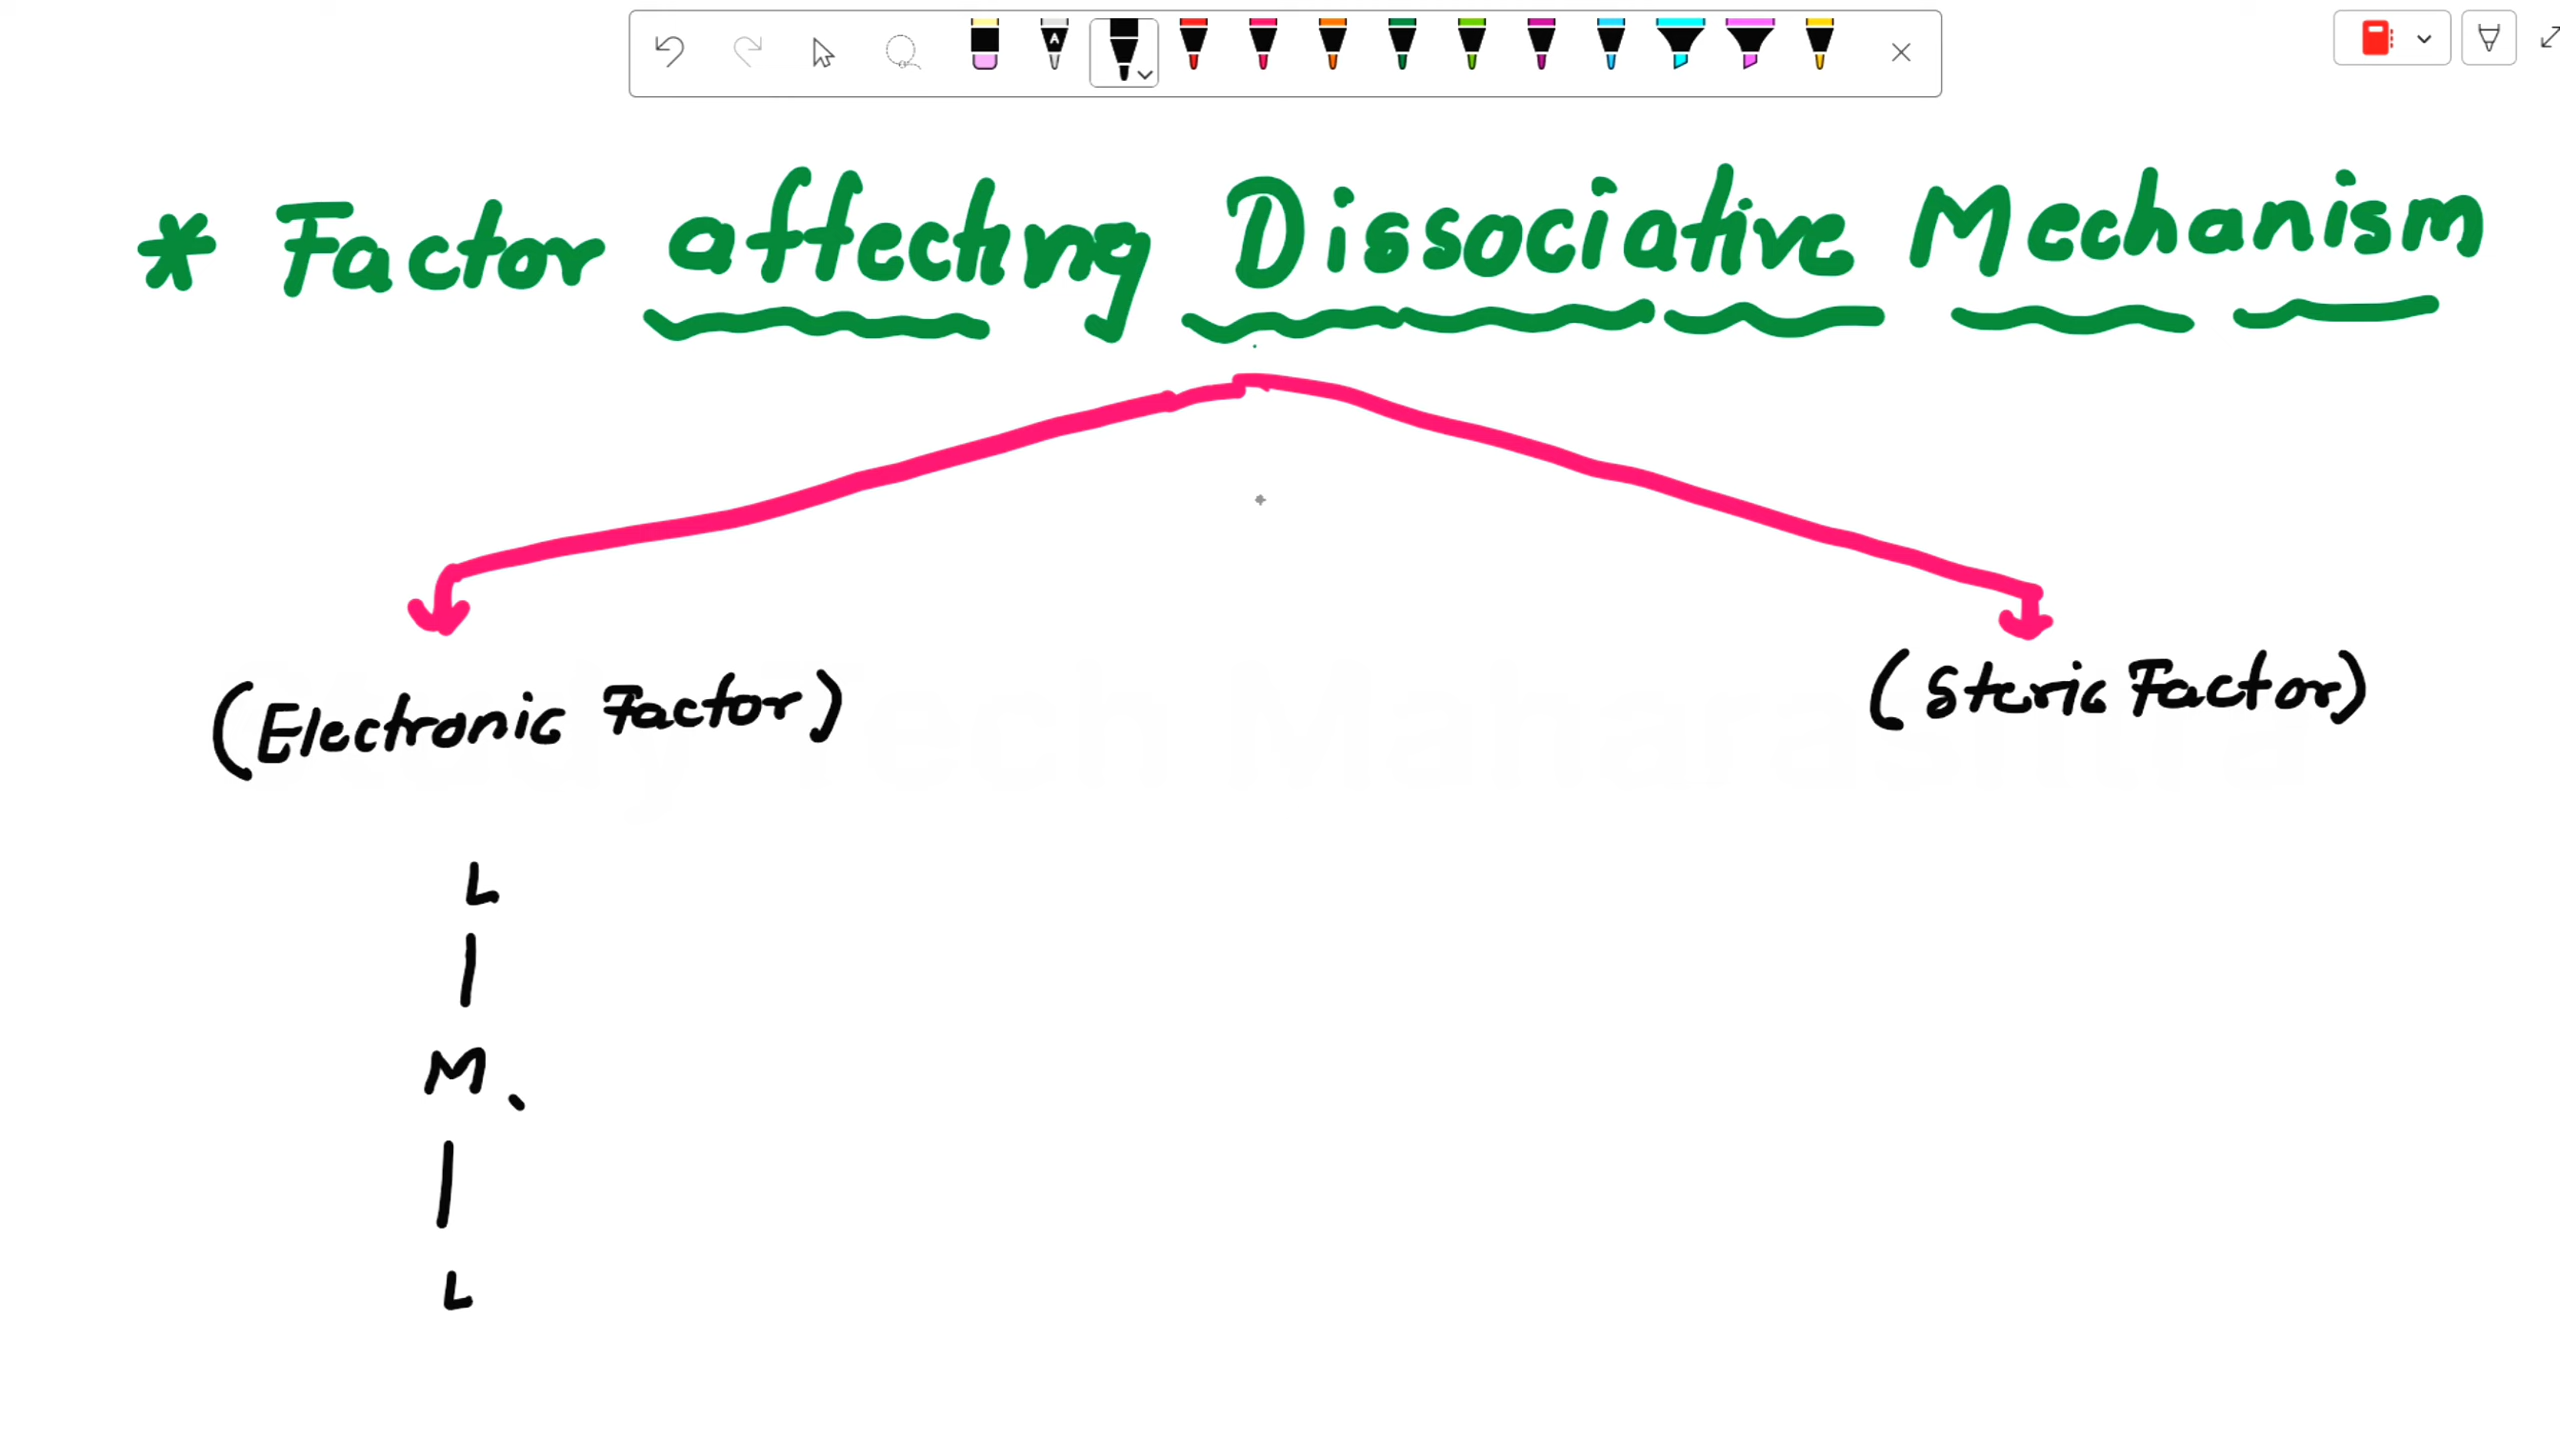 * Factor affecting Dissociative Mechanism
(Electronic Factor)
(Steric Factor)
L
|
M
|
L